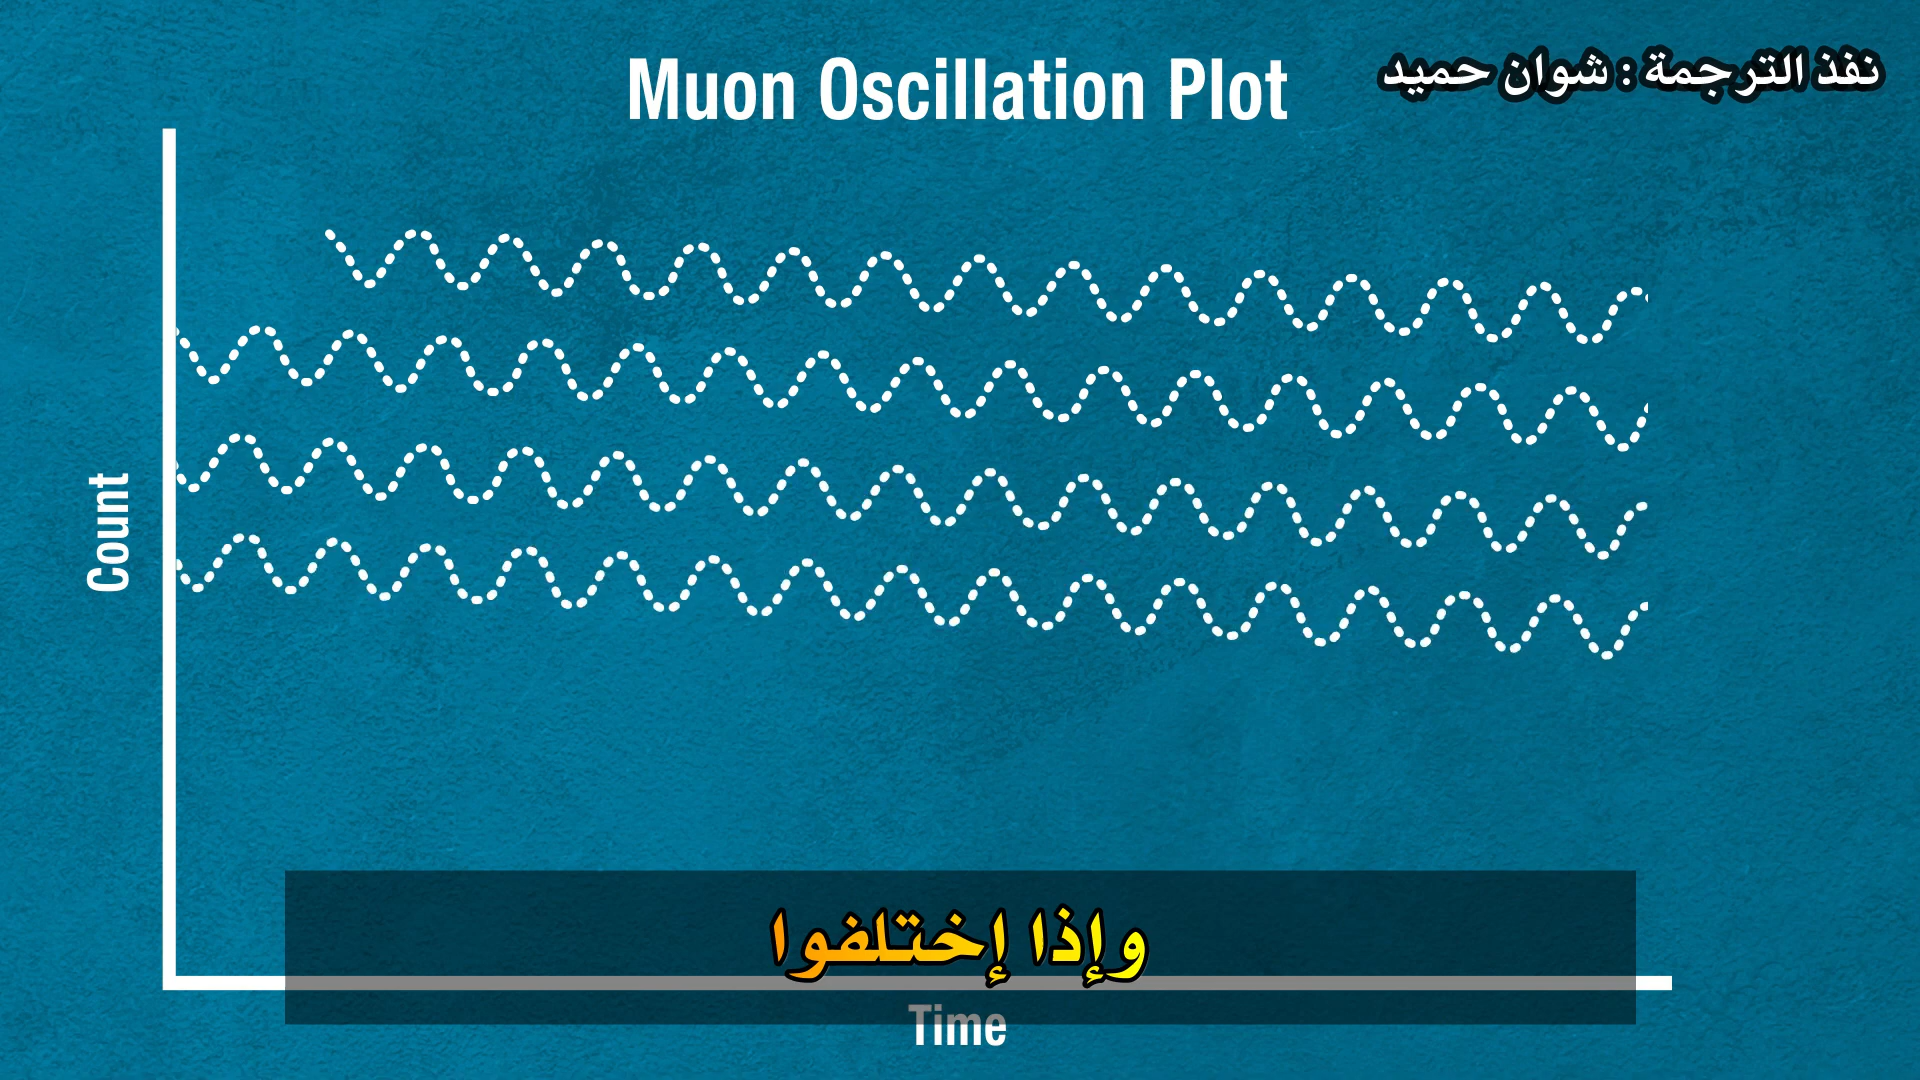 Muon Oscillation Plot
نفذ الترجمة : شوان حميد
Count
وإذا إختلفوا
Time